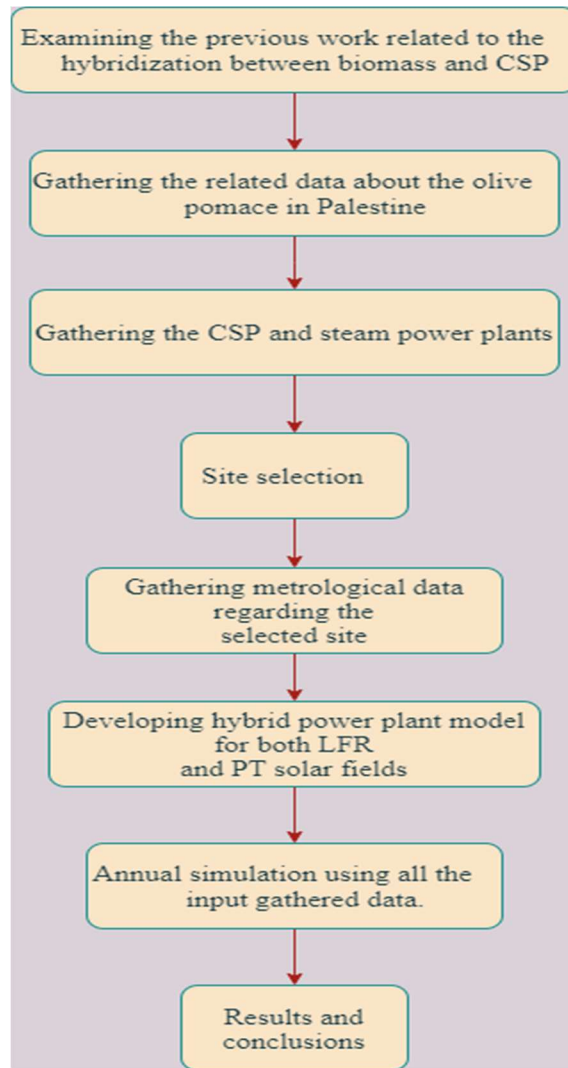 Examining the previous work related to the
hybridization between biomass and CSP
Gathering the related data about the olive
pomace in Palestine
Gathering the CSP and steam power plants
Site selection
Gathering metrological data
regarding the
selected site
Developing hybrid power plant model
for both LFR
and PT solar fields
Annual simulation using all the
input gathered data.
Results and
conclusions